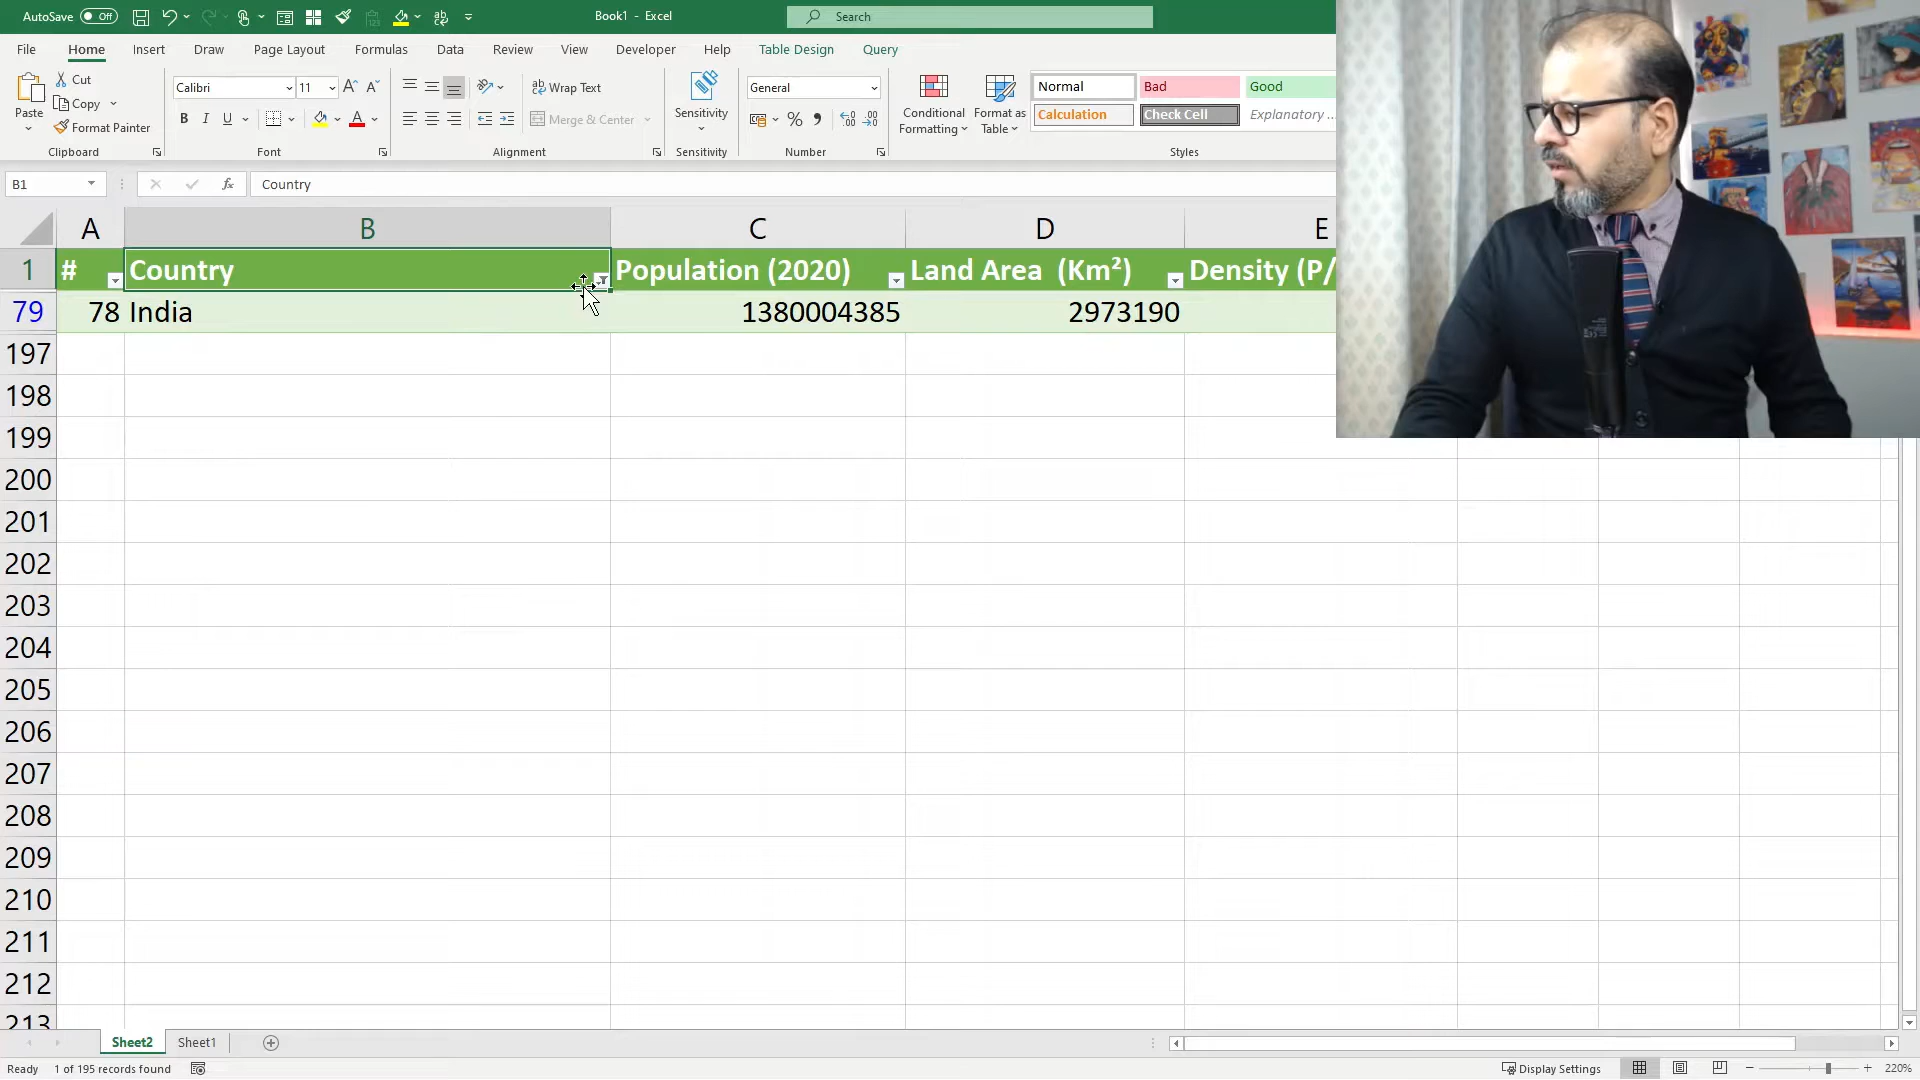 AutoSave Off Book1 - Excel Search
File Home Insert Draw Page Layout Formulas Data Review View Developer Help Table Design Query
Cut
Copy
Format Painter
Paste
Clipboard
Calibri 11
B I U
Font
Wrap Text
Merge & Center
Alignment
Sensitivity
Sensitivity
General
Number
Conditional Formatting
Format as Table
Normal Bad Good
Calculation Check Cell Explanatory ...
Styles
B1 fx Country
A B C D E
1 # Country Population (2020) Land Area (Km²) Density (P/
79 78 India 1380004385 2973190
197
198
199
200
201
202
203
204
205
206
207
208
209
210
211
212
213
Sheet2 Sheet1
Ready 1 of 195 records found Display Settings 220%